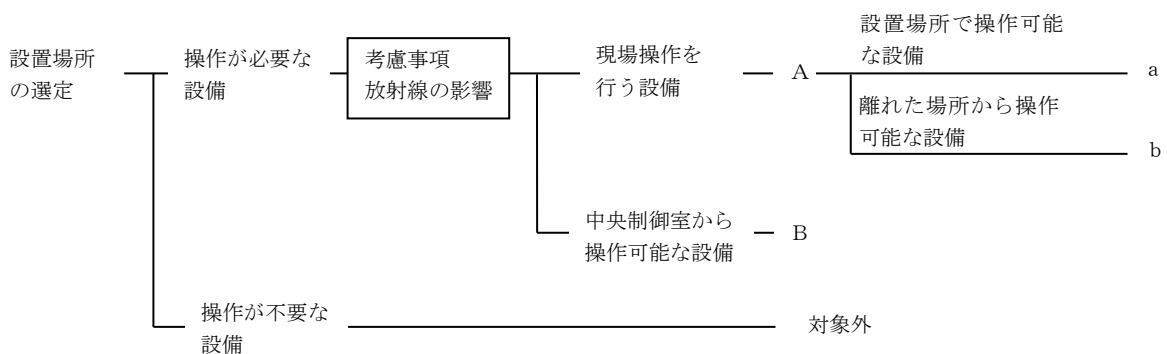 設置場所
の選定
操作が必要な
設備
考慮事項
放射線の影響
現場操作を
行う設備
A
設置場所で操作可能
な設備
a
離れた場所から操作
可能な設備
b
中央制御室から
操作可能な設備
B
操作が不要な
設備
対象外